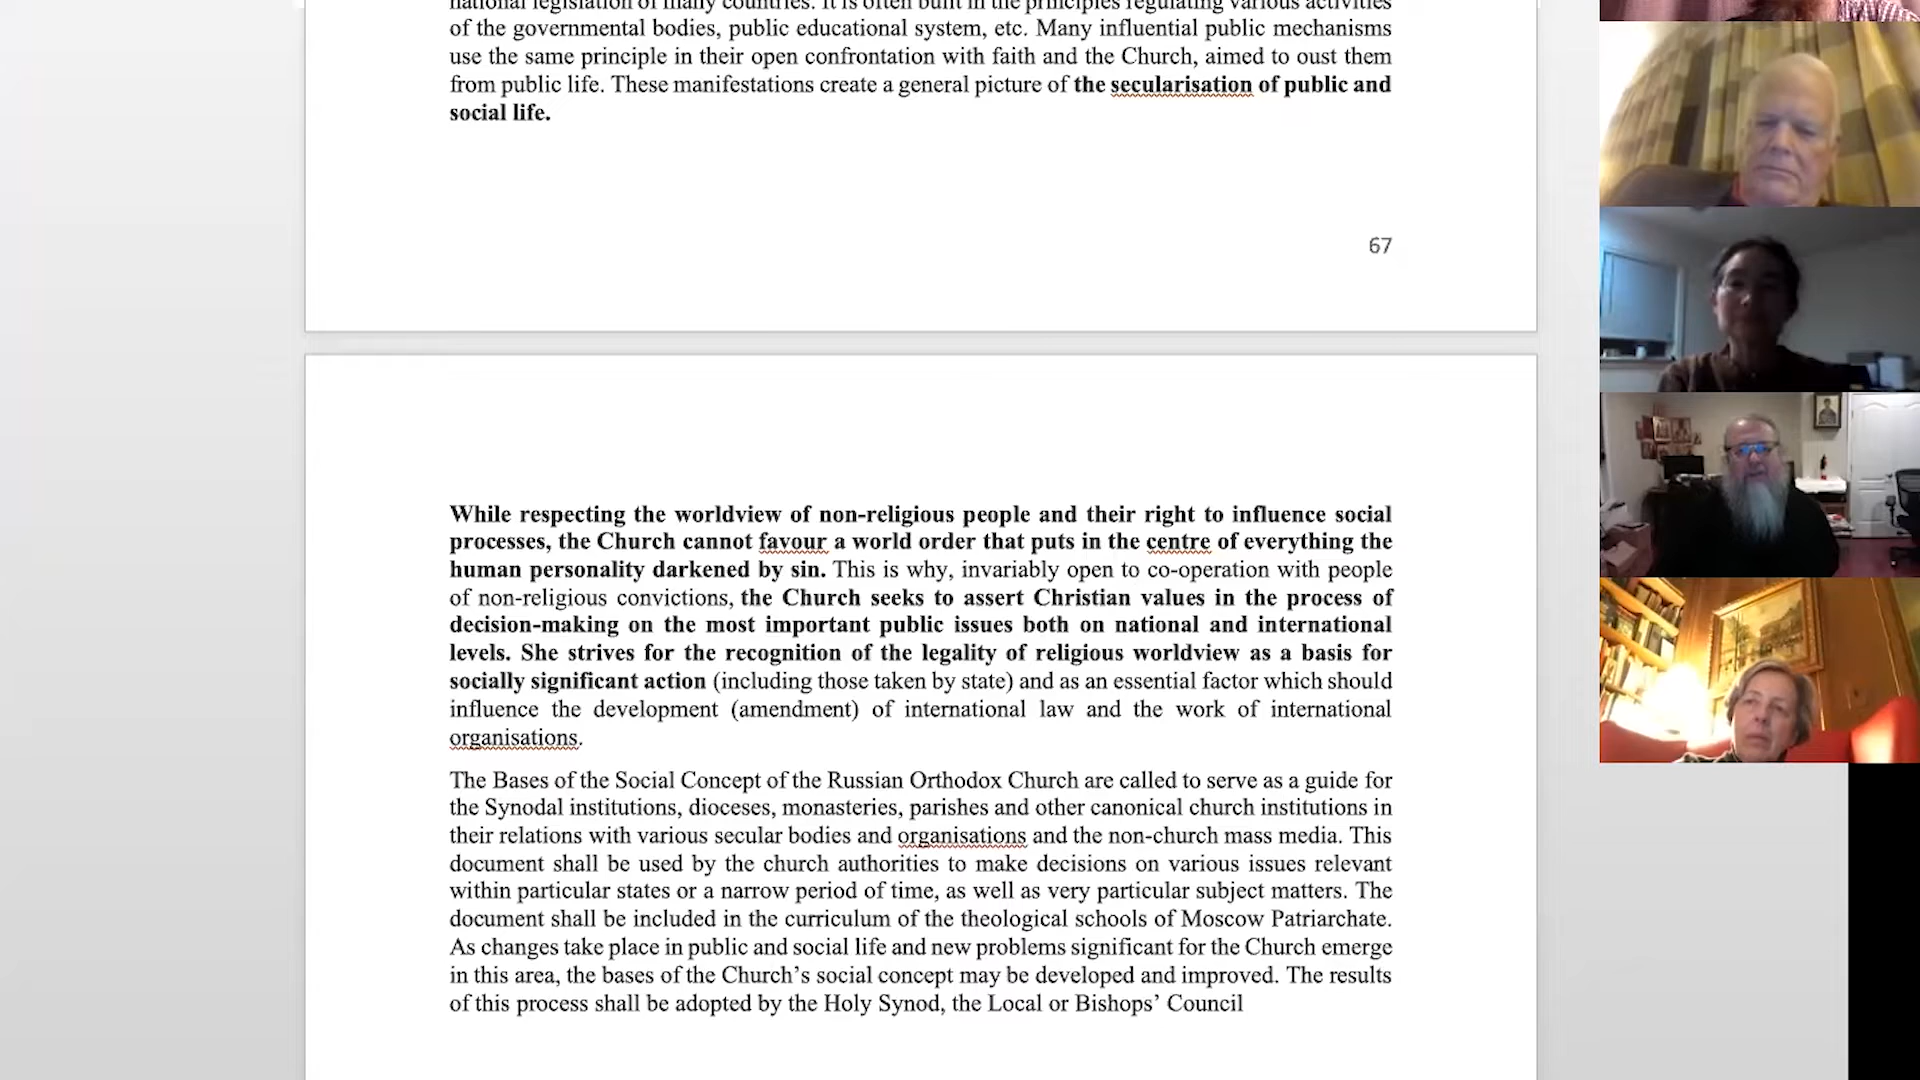 national legislation of many countries. It is often built in the principles regulating various activities
of the governmental bodies, public educational system, etc. Many influential public mechanisms
use the same principle in their open confrontation with faith and the Church, aimed to oust them
from public life. These manifestations create a general picture of the secularisation of public and
social life.
67
While respecting the worldview of non-religious people and their right to influence social
processes, the Church cannot favour a world order that puts in the centre of everything the
human personality darkened by sin. This is why, invariably open to co-operation with people
of non-religious convictions, the Church seeks to assert Christian values in the process of
decision-making on the most important public issues both on national and international
levels. She strives for the recognition of the legality of religious worldview as a basis for
socially significant action (including those taken by state) and as an essential factor which should
influence the development (amendment) of international law and the work of international
organisations.
The Bases of the Social Concept of the Russian Orthodox Church are called to serve as a guide for
the Synodal institutions, dioceses, monasteries, parishes and other canonical church institutions in
their relations with various secular bodies and organisations and the non-church mass media. This
document shall be used by the church authorities to make decisions on various issues relevant
within particular states or a narrow period of time, as well as very particular subject matters. The
document shall be included in the curriculum of the theological schools of Moscow Patriarchate.
As changes take place in public and social life and new problems significant for the Church emerge
in this area, the bases of the Church’s social concept may be developed and improved. The results
of this process shall be adopted by the Holy Synod, the Local or Bishops’ Council